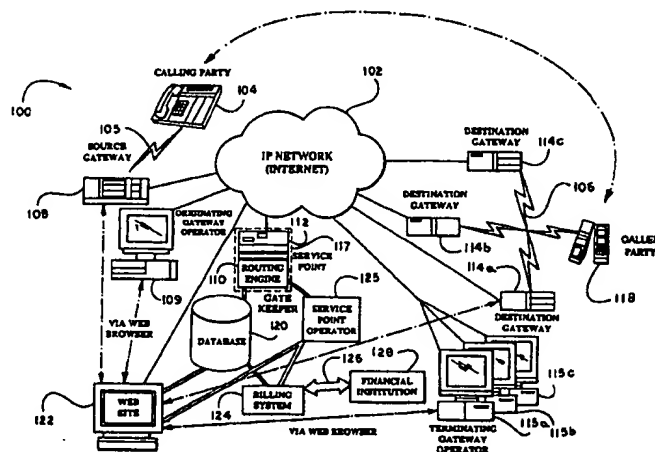 100
CALLING PARTY
104
102
105
SOURCE GATEWAY
108
IP NETWORK
(INTERNET)
DESTINATION GATEWAY
114c
106
DESTINATION GATEWAY
114b
CALLED PARTY
118
ORIGINATING GATEWAY OPERATOR
109
112
117
SERVICE POINT
110
ROUTING ENGINE
GATE KEEPER
125
SERVICE POINT OPERATOR
114a
DESTINATION GATEWAY
VIA WEB BROWSER
DATABASE
120
126
128
FINANCIAL INSTITUTION
115c
122
WEB SITE
124
BILLING SYSTEM
VIA WEB BROWSER
TERMINATING GATEWAY OPERATOR
115a
115b